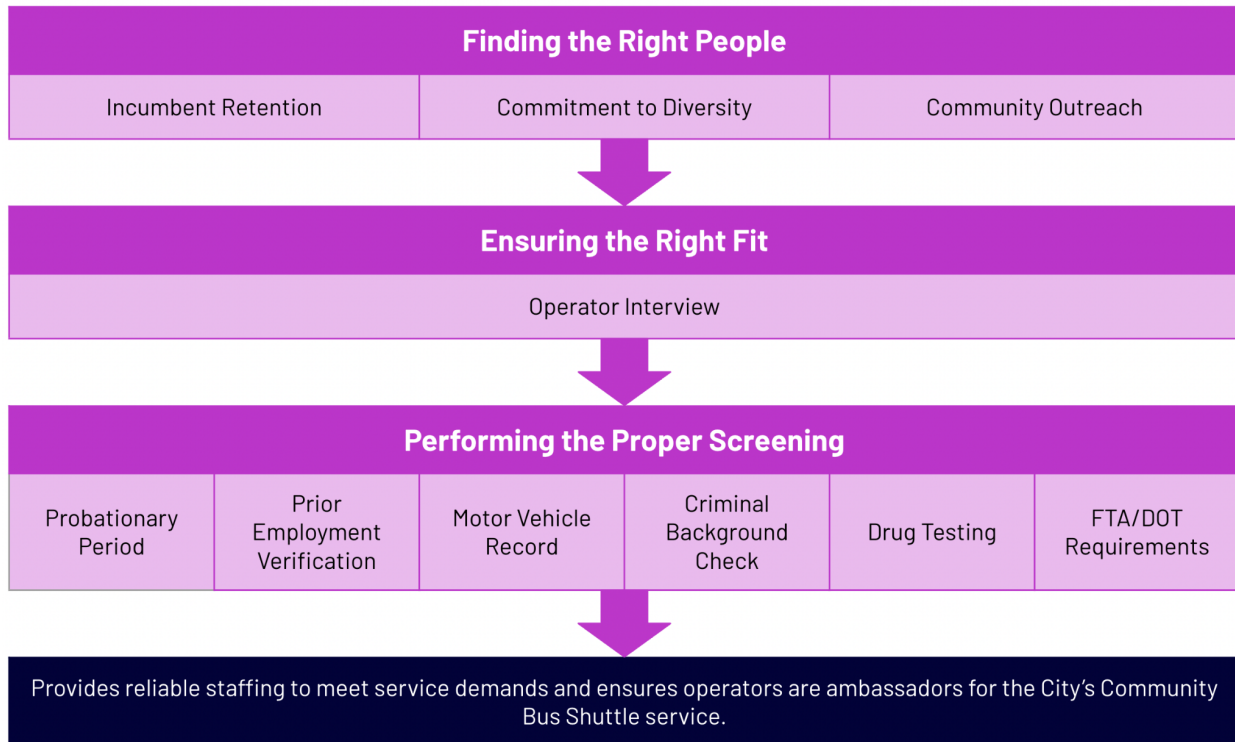 Finding the Right People
Incumbent Retention
Commitment to Diversity
Community Outreach
Ensuring the Right Fit
Operator Interview
Performing the Proper Screening
Probationary
Period
Prior
Employment
Verification
Motor Vehicle
Record
Criminal
Background
Check
Drug Testing
FTA/DOT
Requirements
Provides reliable staffing to meet service demands and ensures operators are ambassadors for the City’s Community
Bus Shuttle service.